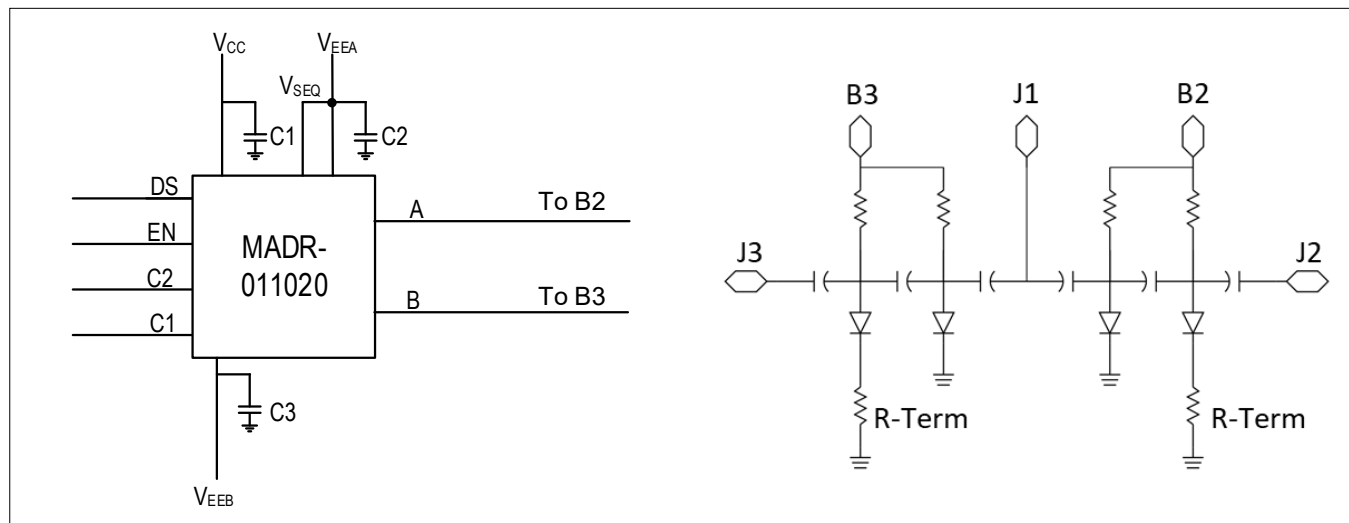 VCC
VEEA
VSEQ
C1
C2
DS
EN
C2
C1
MADR-
011020
A
To B2
B
To B3
C3
VEEB
B3
J1
B2
J3
J2
R-Term
R-Term